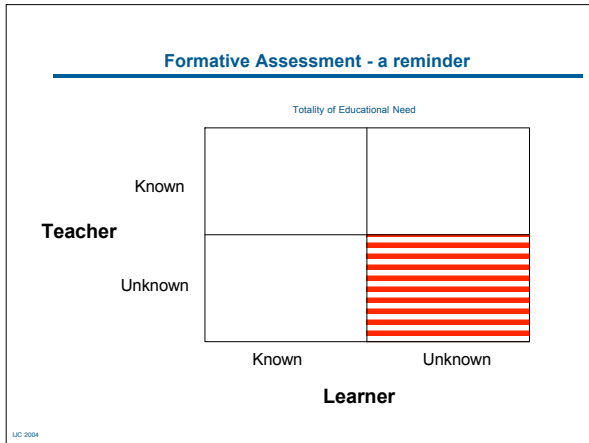 Formative Assessment - a reminder
Totality of Educational Need
Known
Teacher
Unknown
Known Unknown
Learner
IJC 2004